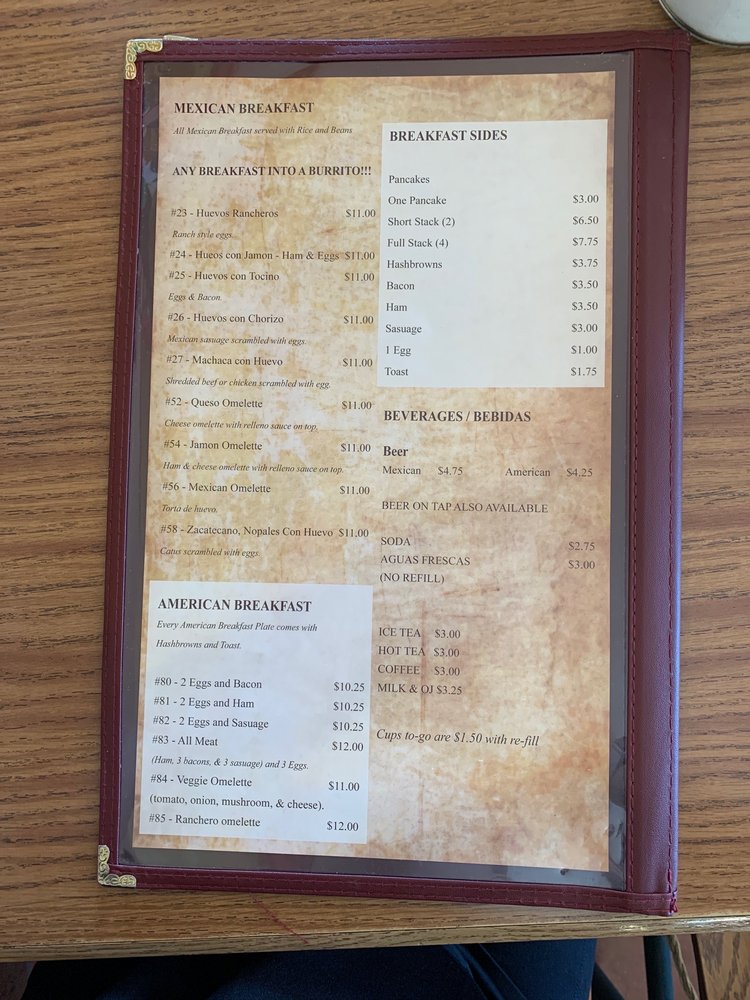 MEXICAN BREAKFAST
All Mexican Breakfast served with Rice and Beans
ANY BREAKFAST INTO A BURRITO!!!
#23 - Huevos Rancheros $11.00
Ranch style eggs.
#24 - Hueos con Jamon - Ham & Eggs $11.00
#25 - Huevos con Tocino $11.00
Eggs & Bacon.
#26 - Huevos con Chorizo $11.00
Mexican sasuage scrambled with eggs.
#27 - Machaca con Huevo $11.00
Shredded beef or chicken scrambled with egg.
#52 - Queso Omelette $11.00
Cheese omelette with relleno sauce on top.
#54 - Jamon Omelette $11.00
Ham & cheese omelette with relleno sauce on top.
#56 - Mexican Omelette $11.00
Torta de huevo.
#58 - Zacatecano, Nopales Con Huevo $11.00
Catus scrambled with eggs.
AMERICAN BREAKFAST
Every American Breakfast Plate comes with
Hashbrowns and Toast.
#80 - 2 Eggs and Bacon $10.25
#81 - 2 Eggs and Ham $10.25
#82 - 2 Eggs and Sasuage $10.25
#83 - All Meat $12.00
(Ham, 3 bacons, & 3 sasuage) and 3 Eggs.
#84 - Veggie Omelette $11.00
(tomato, onion, mushroom, & cheese).
#85 - Ranchero omelette $12.00
BREAKFAST SIDES
Pancakes
One Pancake $3.00
Short Stack (2) $6.50
Full Stack (4) $7.75
Hashbrowns $3.75
Bacon $3.50
Ham $3.50
Sasuage $3.00
1 Egg $1.00
Toast $1.75
BEVERAGES / BEBIDAS
Beer
Mexican $4.75 American $4.25
BEER ON TAP ALSO AVAILABLE
SODA $2.75
AGUAS FRESCAS $3.00
(NO REFILL)
ICE TEA $3.00
HOT TEA $3.00
COFFEE $3.00
MILK & OJ $3.25
Cups to-go are $1.50 with re-fill